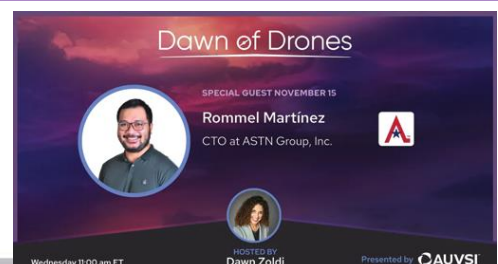 Dawn of Drones
SPECIAL GUEST NOVEMBER 15
Rommel Martínez
CTO at ASTN Group, Inc.
A
HOSTED BY
Dawn Zoldi
Wednesday 11:00 am ET
Presented by AUVSI